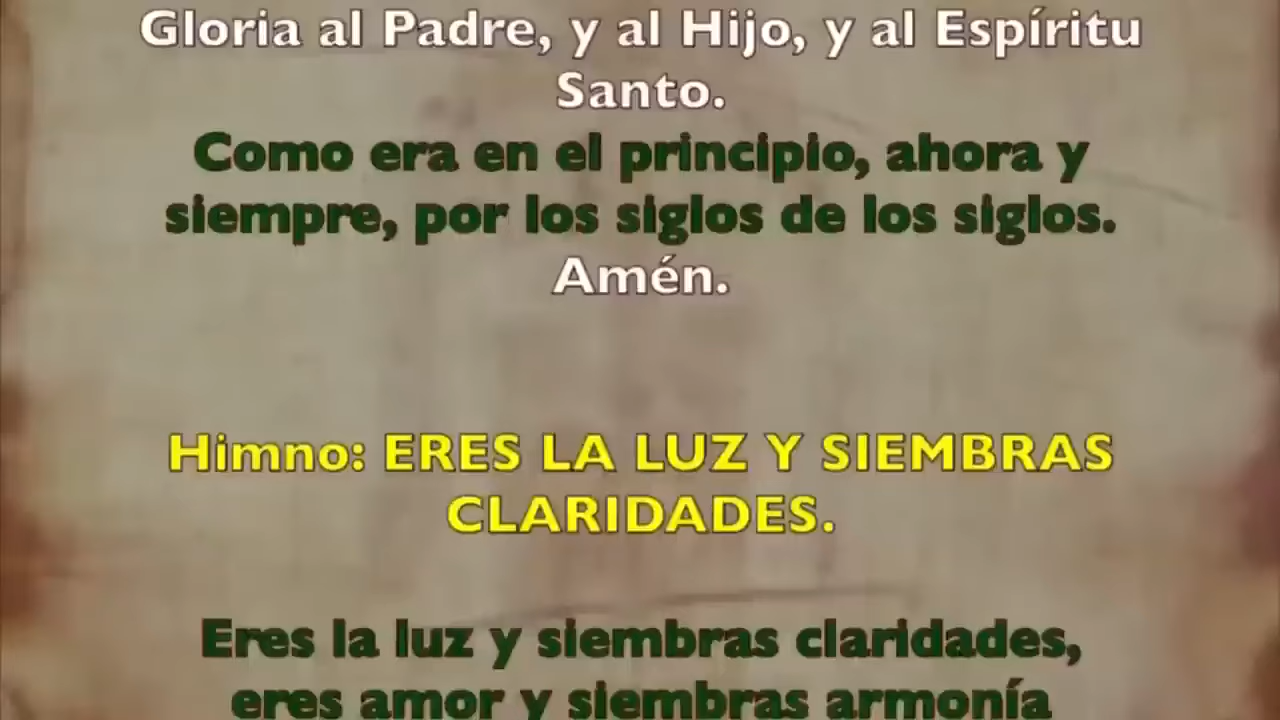 Gloria al Padre, y al Hijo, y al Espíritu
Santo.
Como era en el principio, ahora y
siempre, por los siglos de los siglos.
Amén.
Himno: ERES LA LUZ Y SIEMBRAS
CLARIDADES.
Eres la luz y siembras claridades,
eres amor y siembras armonía